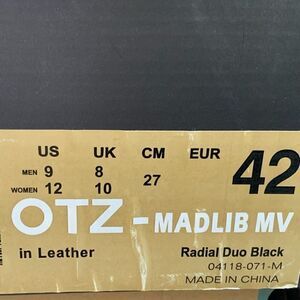 US UK CM EUR
MEN 9 8 27 42
WOMEN 12 10
OTZ - MADLIB MV
in Leather Radial Duo Black
04118-071-M
MADE IN CHINA